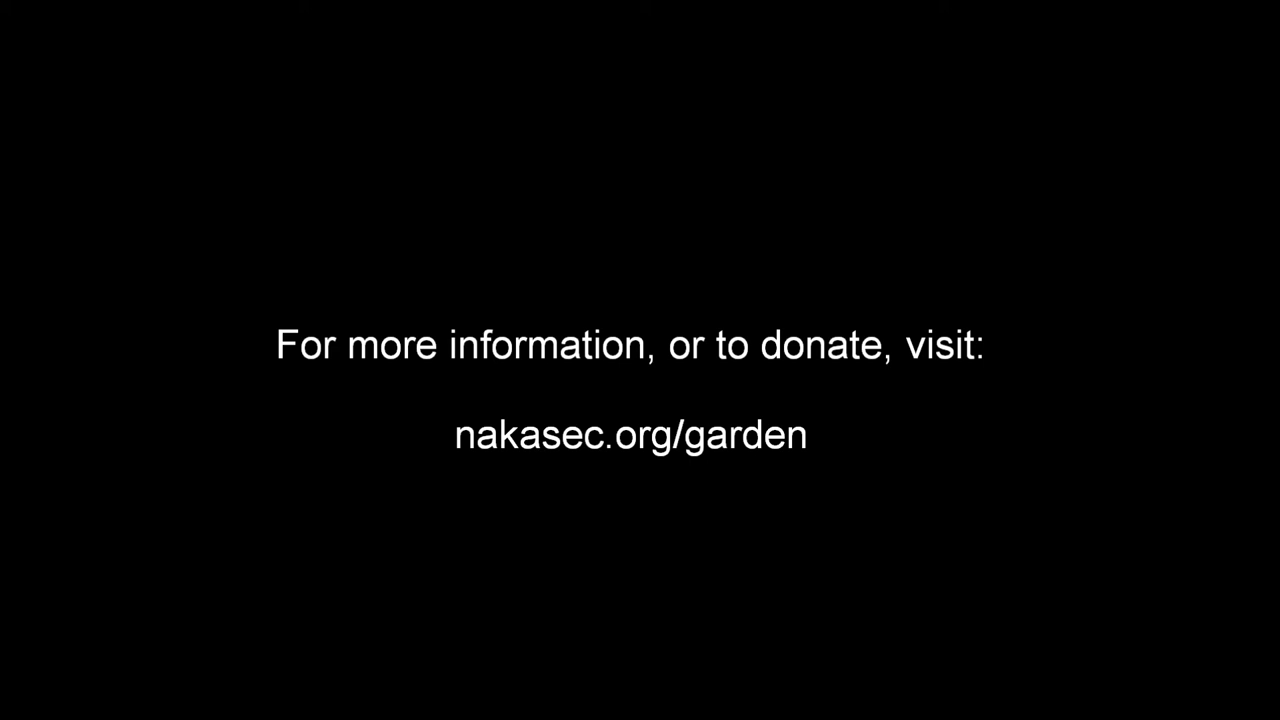 For more information, or to donate, visit:
nakasec.org/garden